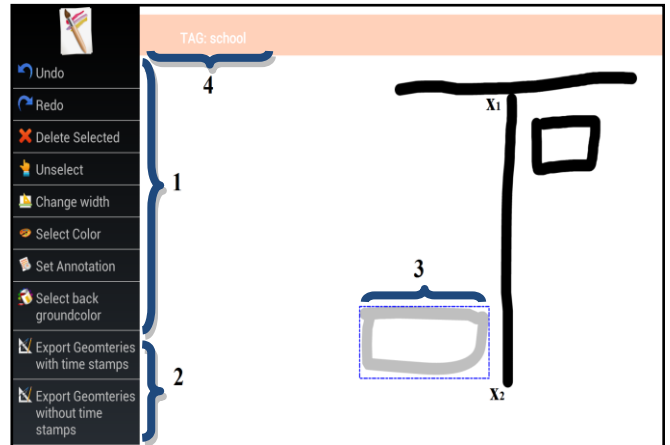 TAG: school
4
Undo
Redo
Delete Selected
Unselect
Change width
Select Color
Set Annotation
Select back
groundcolor
1
Export Geomteries
with time stamps
Export Geomteries
without time
stamps
2
X1
3
X2